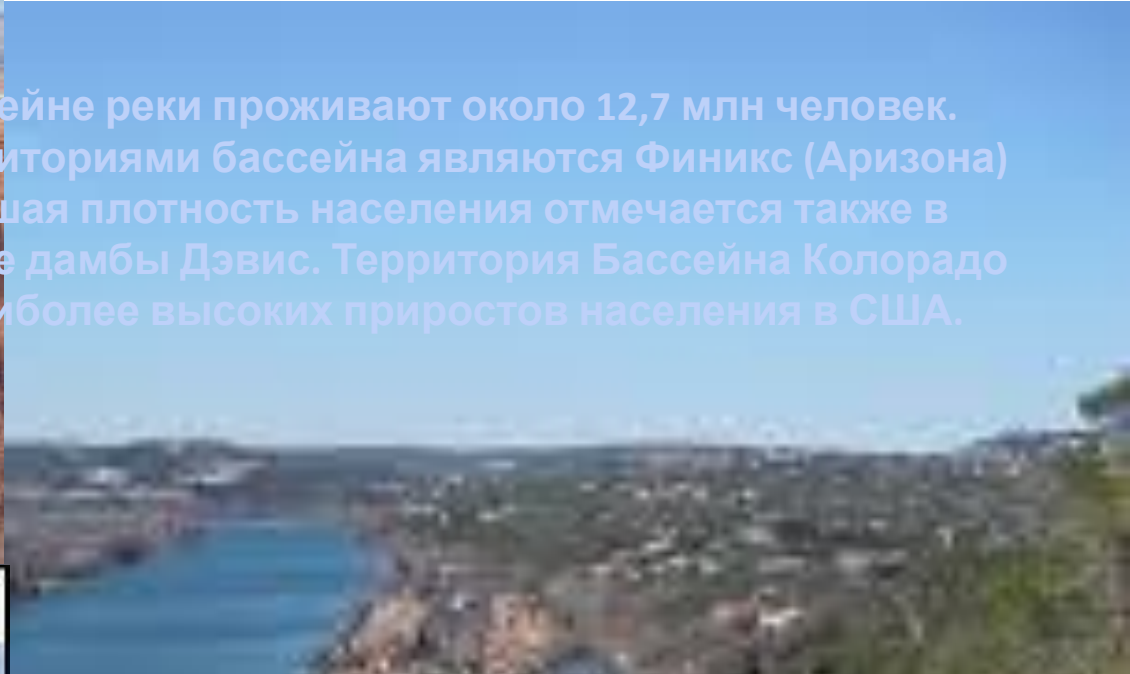 ейне реки проживают около 12,7 млн человек.
иториями бассейна являются Финикс (Аризона)
шая плотность населения отмечается также в
е дамбы Дэвис. Территория Бассейна Колорадо
иболее высоких приростов населения в США.